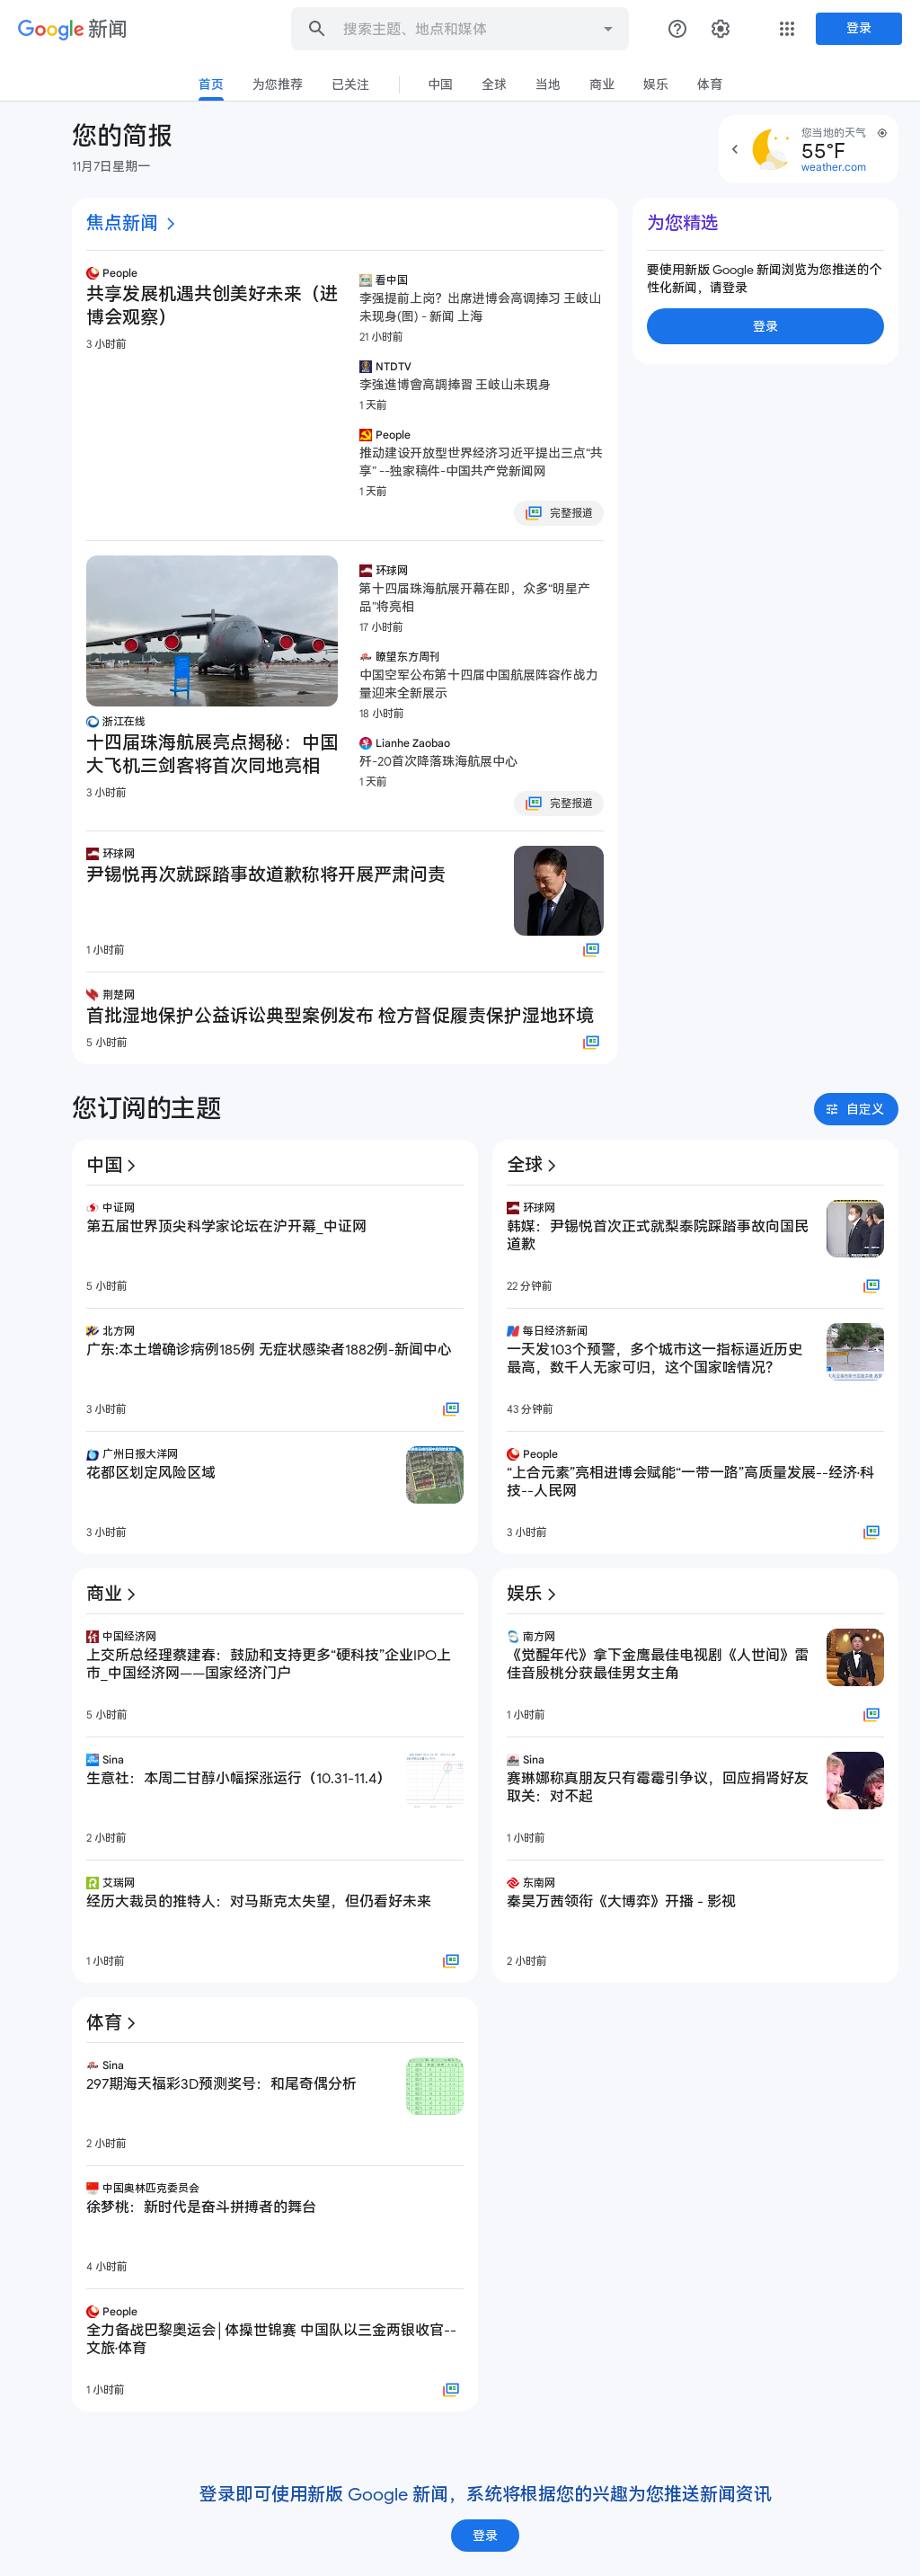 Google 新闻
搜索主题、地点和媒体
登录
首页
为您推荐
已关注
中国
全球
当地
商业
娱乐
体育
您的简报
11月7日星期一
您当地的天气
55°F
weather.com
焦点新闻
People
共享发展机遇共创美好未来（进
博会观察）
3 小时前
看中国
李强提前上岗？出席进博会高调捧习 王岐山
未现身(图) - 新闻 上海
21 小时前
NTDTV
李強進博會高調捧習 王岐山未現身
1 天前
People
推动建设开放型世界经济习近平提出三点“共
享” --独家稿件-中国共产党新闻网
1 天前
完整报道
浙江在线
十四届珠海航展亮点揭秘：中国
大飞机三剑客将首次同地亮相
3 小时前
环球网
第十四届珠海航展开幕在即，众多“明星产
品”将亮相
17 小时前
瞭望东方周刊
中国空军公布第十四届中国航展阵容作战力
量迎来全新展示
18 小时前
Lianhe Zaobao
歼-20首次降落珠海航展中心
1 天前
完整报道
环球网
尹锡悦再次就踩踏事故道歉称将开展严肃问责
1 小时前
荆楚网
首批湿地保护公益诉讼典型案例发布 检方督促履责保护湿地环境
5 小时前
为您精选
要使用新版 Google 新闻浏览为您推送的个
性化新闻，请登录
登录
您订阅的主题
自定义
中国
中证网
第五届世界顶尖科学家论坛在沪开幕_中证网
5 小时前
北方网
广东:本土增确诊病例185例 无症状感染者1882例-新闻中心
3 小时前
广州日报大洋网
花都区划定风险区域
3 小时前
全球
环球网
韩媒：尹锡悦首次正式就梨泰院踩踏事故向国民
道歉
22 分钟前
每日经济新闻
一天发103个预警，多个城市这一指标逼近历史
最高，数千人无家可归，这个国家啥情况？
43 分钟前
People
“上合元素”亮相进博会赋能“一带一路”高质量发展--经济·科
技--人民网
3 小时前
商业
中国经济网
上交所总经理蔡建春：鼓励和支持更多“硬科技”企业IPO上
市_中国经济网——国家经济门户
5 小时前
Sina
生意社：本周二甘醇小幅探涨运行（10.31-11.4）
2 小时前
艾瑞网
经历大裁员的推特人：对马斯克太失望，但仍看好未来
1 小时前
娱乐
南方网
《觉醒年代》拿下金鹰最佳电视剧《人世间》雷
佳音殷桃分获最佳男女主角
1 小时前
Sina
赛琳娜称真朋友只有霉霉引争议，回应捐肾好友
取关：对不起
1 小时前
东南网
秦昊万茜领衔《大博弈》开播 - 影视
2 小时前
体育
Sina
297期海天福彩3D预测奖号：和尾奇偶分析
2 小时前
中国奥林匹克委员会
徐梦桃：新时代是奋斗拼搏者的舞台
4 小时前
People
全力备战巴黎奥运会│体操世锦赛 中国队以三金两银收官--
文旅·体育
1 小时前
登录即可使用新版 Google 新闻，系统将根据您的兴趣为您推送新闻资讯
登录